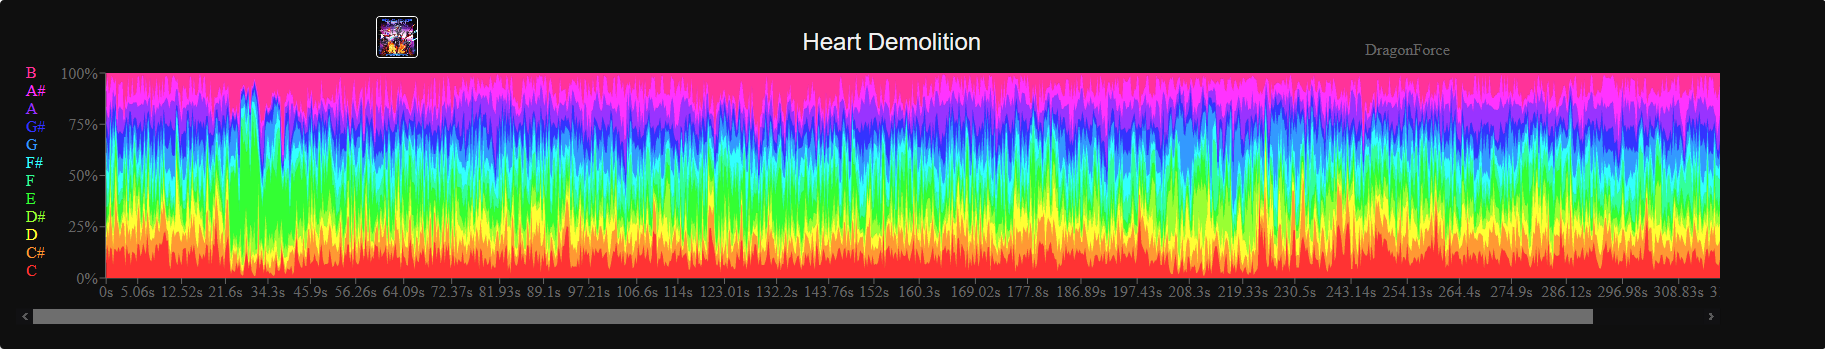 Heart Demolition
DragonForce
B
A#
A
G#
G
F#
F
E
D#
D
C#
C
100%
75%
50%
25%
0%
0s 5.06s 12.52s 21.6s 34.3s 45.9s 56.26s 64.09s 72.37s 81.93s 89.1s 97.21s 106.6s 114s 123.01s 132.2s 143.76s 152s 160.3s 169.02s 177.8s 186.89s 197.43s 208.3s 219.33s 230.5s 243.14s 254.13s 264.4s 274.9s 286.12s 296.98s 308.83s 3